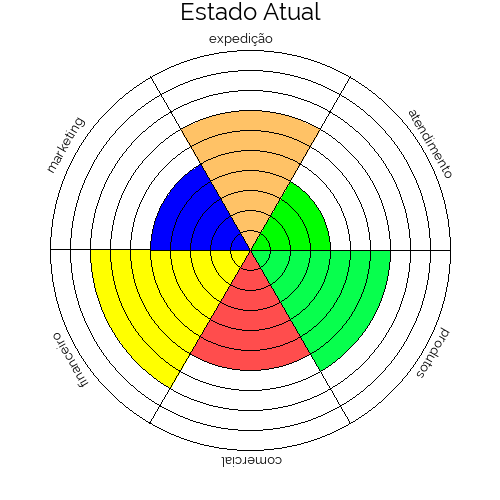 Estado Atual
expedição
atendimento
produtos
comercial
financeiro
marketing